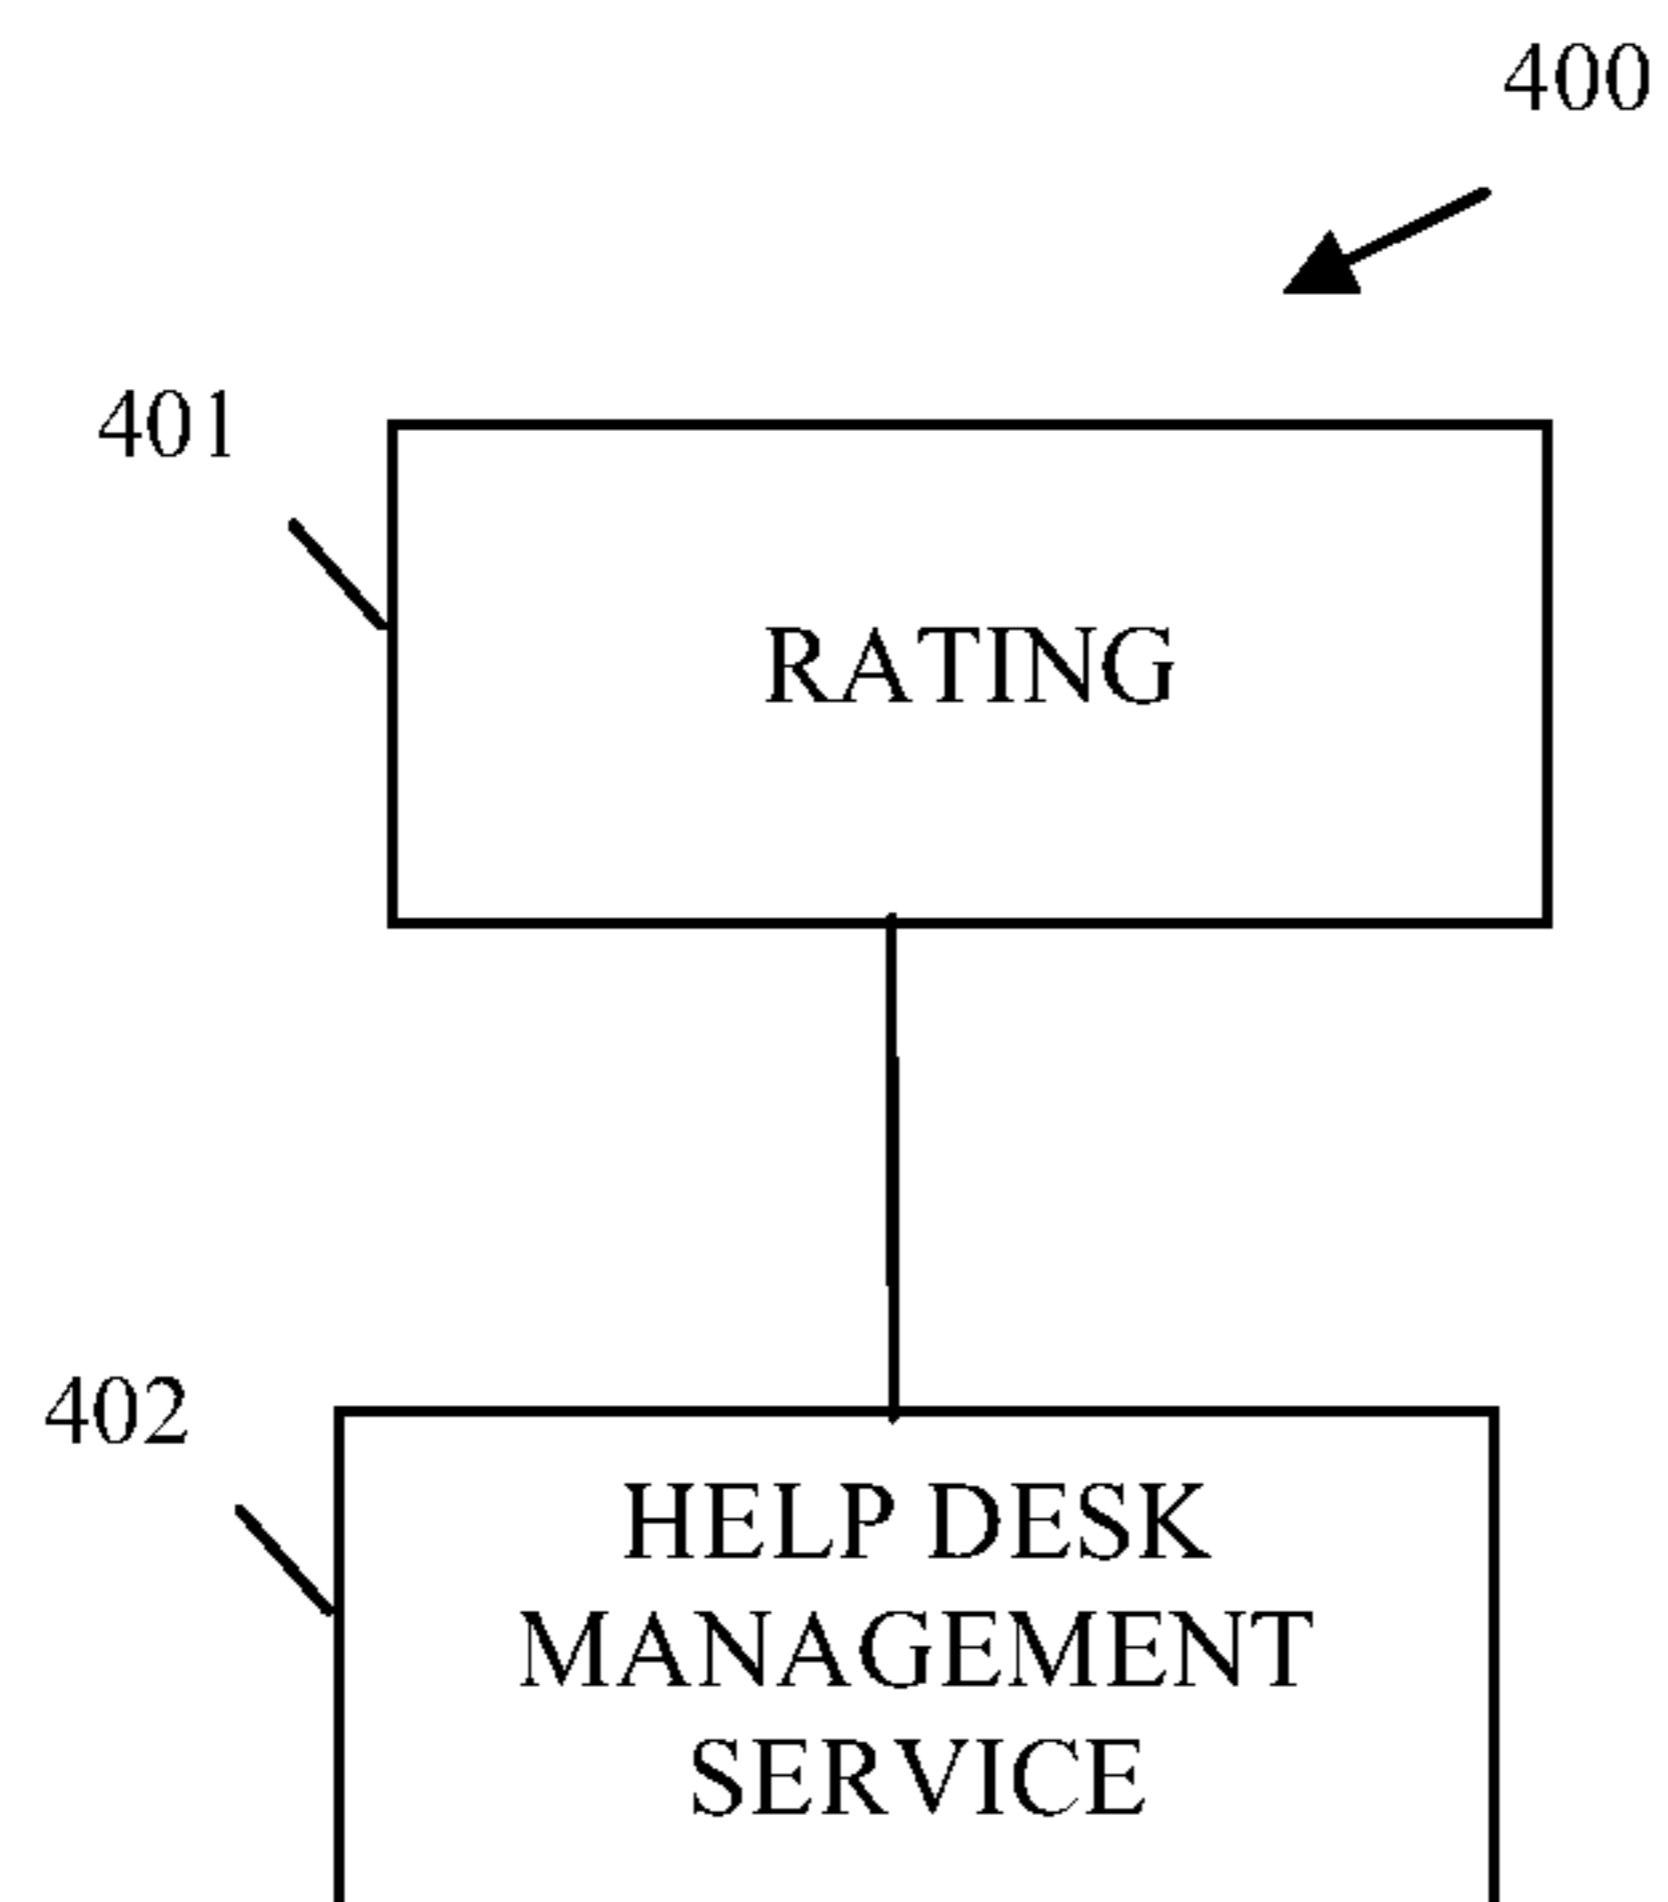 400
401
RATING
402
HELP DESK
MANAGEMENT
SERVICE